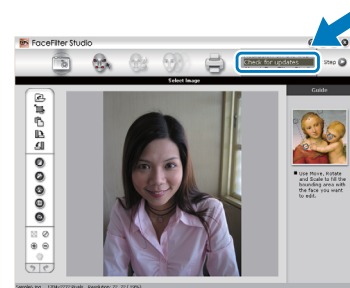 FaceFilter Studio
Check for updates
Step
Select Image
Guide
■ Use Move, Rotate
and Scale to fill the
bounding area with
the face you want
to edit.